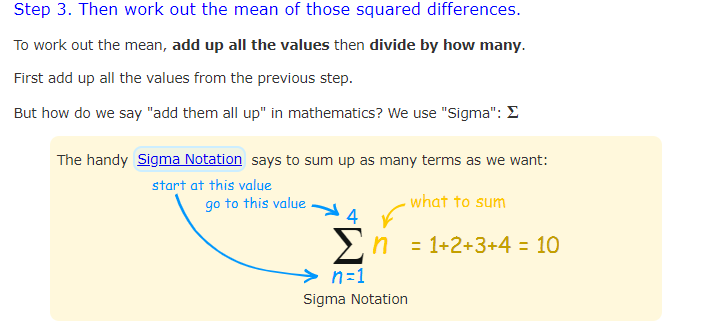 Step 3. Then work out the mean of those squared differences.
To work out the mean, add up all the values then divide by how many.
First add up all the values from the previous step.
But how do we say "add them all up" in mathematics? We use "Sigma": Σ
The handy Sigma Notation says to sum up as many terms as we want:
start at this value
go to this value
what to sum
4
Σ n = 1+2+3+4 = 10
n=1
Sigma Notation